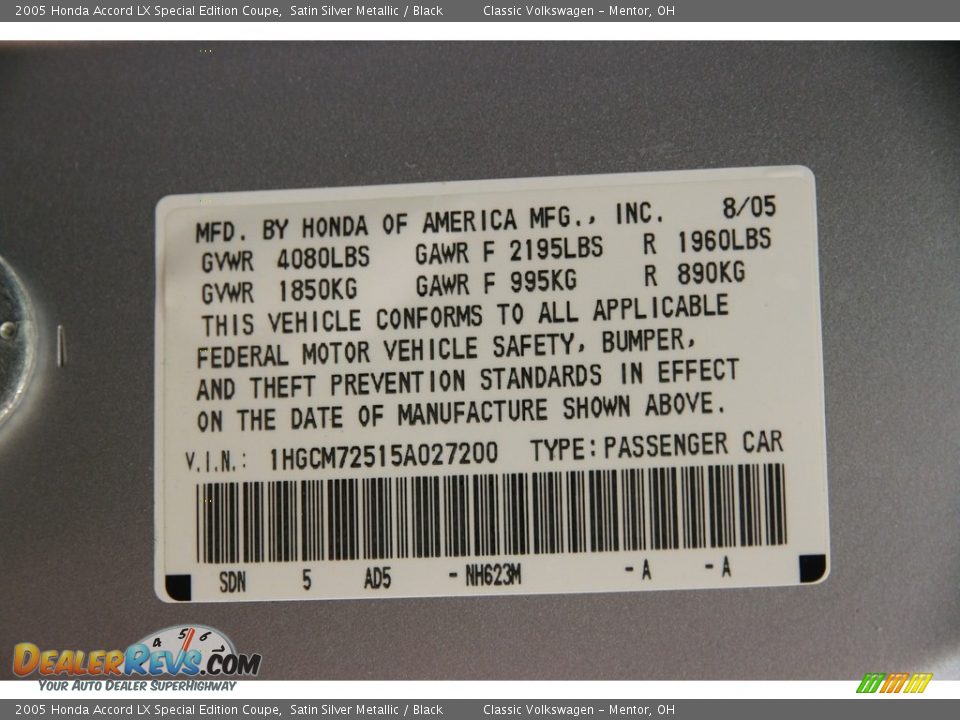 2005 Honda Accord LX Special Edition Coupe, Satin Silver Metallic / Black Classic Volkswagen – Mentor, OH
MFD. BY HONDA OF AMERICA MFG., INC. 8/05
GVWR 4080LBS GAWR F 2195LBS R 1960LBS
GVWR 1850KG GAWR F 995KG R 890KG
THIS VEHICLE CONFORMS TO ALL APPLICABLE
FEDERAL MOTOR VEHICLE SAFETY, BUMPER,
AND THEFT PREVENTION STANDARDS IN EFFECT
ON THE DATE OF MANUFACTURE SHOWN ABOVE.
V.I.N.: 1HGCM72515A027200 TYPE: PASSENGER CAR
SDN 5 AD5 -NH623M -A -A
4 5 6
DEALERREVS.COM
YOUR AUTO DEALER SUPERHIGHWAY
2005 Honda Accord LX Special Edition Coupe, Satin Silver Metallic / Black Classic Volkswagen – Mentor, OH